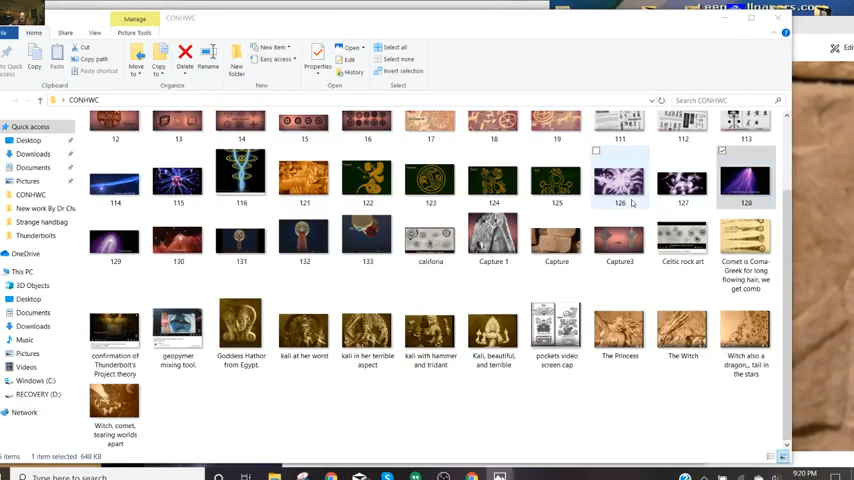 Manage
CONHWC
Home
Share
View
Picture Tools
to Quick
access
Copy
Paste
Cut
Copy path
Paste shortcut
Move
to
Copy
to
Delete
Rename
New
folder
New item
Easy access
Properties
Open
Edit
History
Select all
Select none
Invert selection
Edi
Clipboard
Organize
New
Open
Select
CONHWC
Search CONHWC
Quick access
Desktop
Downloads
Documents
Pictures
CONHWC
New work By Dr Cha
Strange handbag
Thunderbolts
OneDrive
This PC
3D Objects
Desktop
Documents
Downloads
Music
Pictures
Videos
Windows (C:)
RECOVERY (D:)
Network
12
13
14
15
16
17
18
19
111
112
113
114
115
116
121
122
123
124
125
126
127
128
129
130
131
132
133
califoria
Capture 1
Capture
Capture3
Celtic rock art
Comet is Coma-
Greek for long
flowing hair, we
get comb
confirmation of
Thunderbolt's
Project theory
geopymer
mixing tool.
Goddess Hathor
from Egypt.
kali at her worst
kali in her terrible
aspect
kali with hammer
and tridant
Kali, beautiful,
and terrible
pockets video
screen cap
The Princess
The Witch
Witch also a
dragon,,, tail in
the stars
Witch, comet,
tearing worlds
apart
items
1 item selected 648 KB
Type here to search
9:20 PM